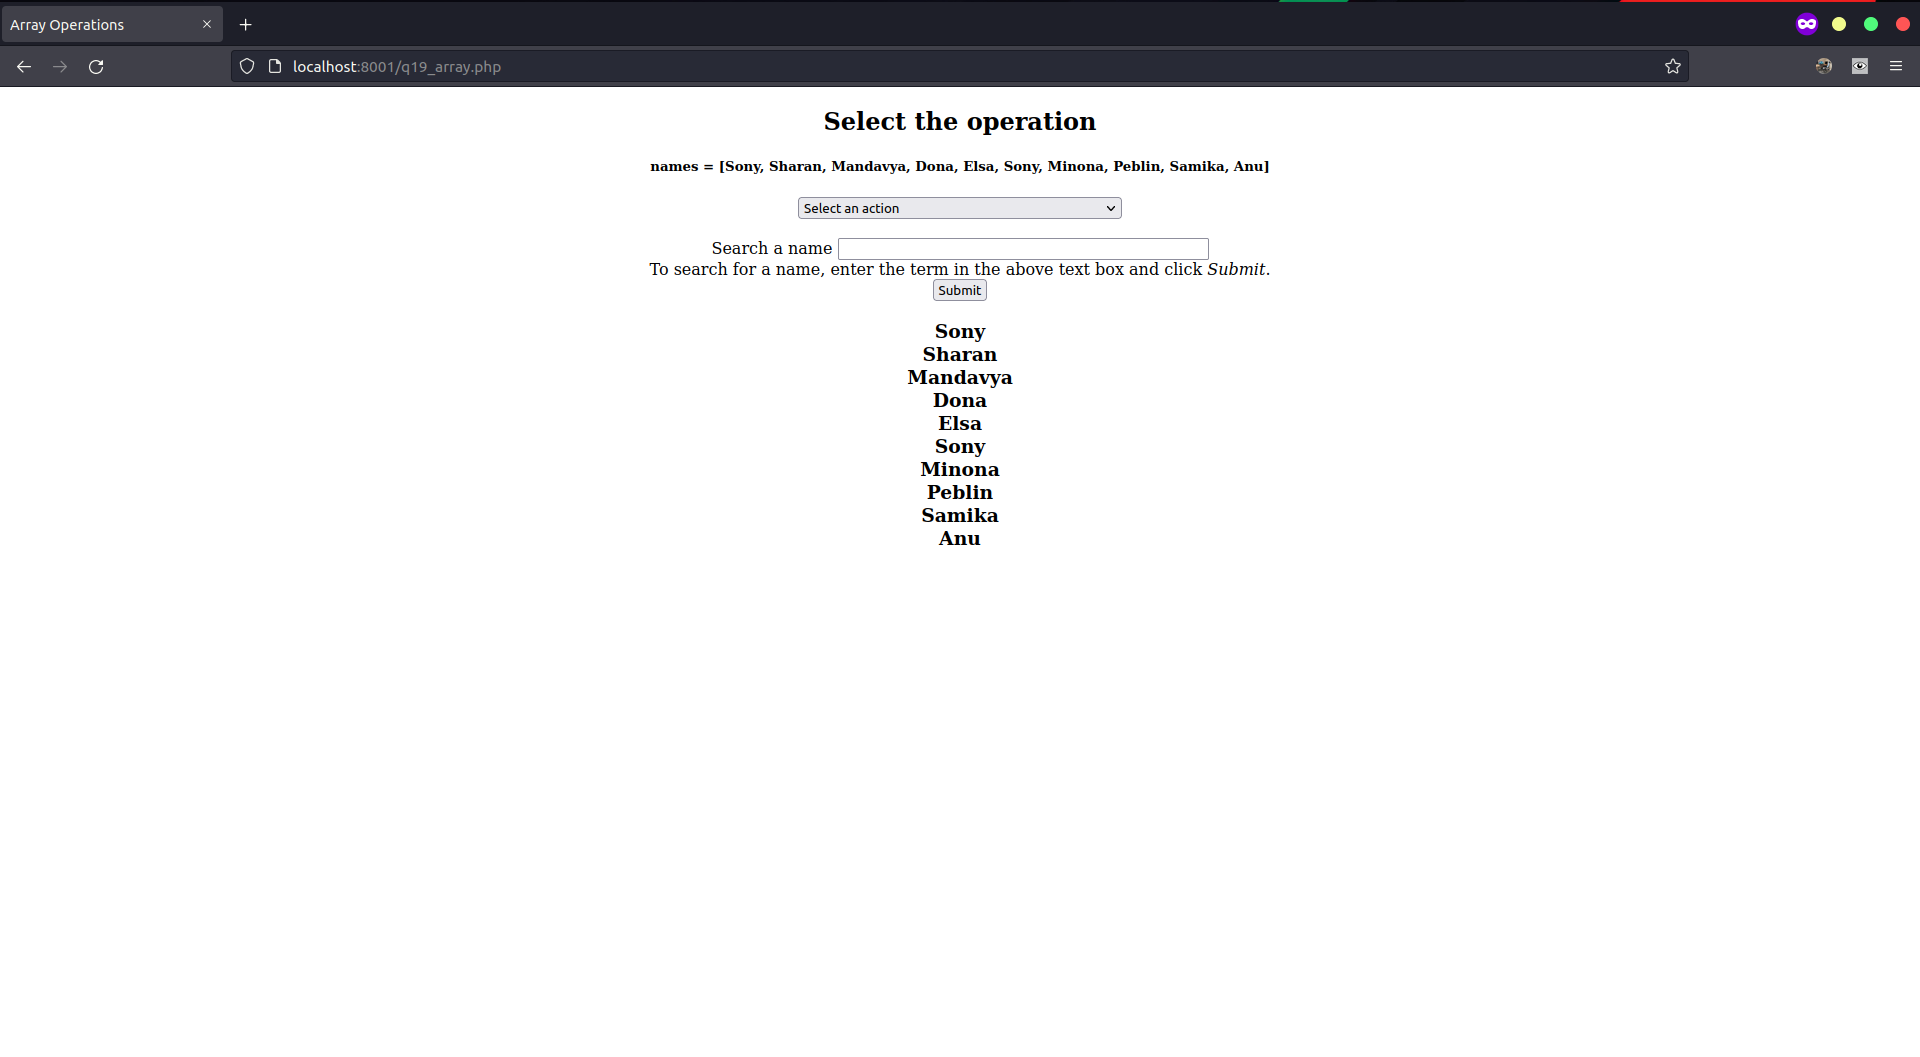 Array Operations
localhost:8001/q19_array.php
Select the operation
names = [Sony, Sharan, Mandavya, Dona, Elsa, Sony, Minona, Peblin, Samika, Anu]
Select an action
Search a name
To search for a name, enter the term in the above text box and click Submit.
Submit
Sony
Sharan
Mandavya
Dona
Elsa
Sony
Minona
Peblin
Samika
Anu